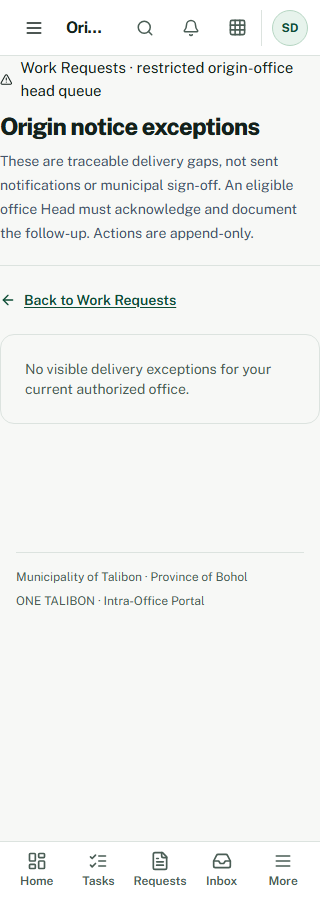 Ori...
SD
Work Requests · restricted origin-office
head queue
Origin notice exceptions
These are traceable delivery gaps, not sent
notifications or municipal sign-off. An eligible
office Head must acknowledge and document
the follow-up. Actions are append-only.
Back to Work Requests
No visible delivery exceptions for your
current authorized office.
Municipality of Talibon · Province of Bohol
ONE TALIBON · Intra-Office Portal
Home Tasks Requests Inbox More